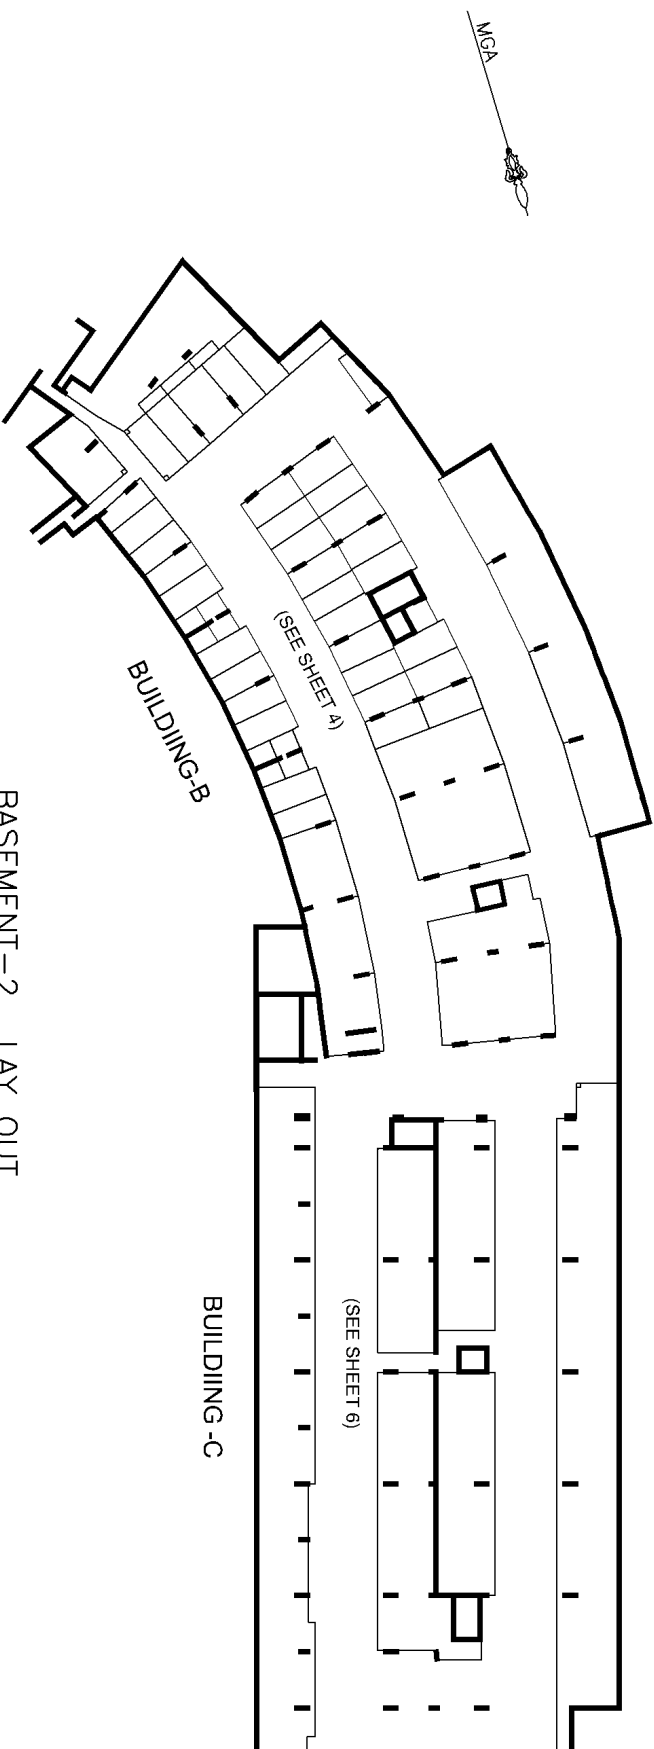 MGA
(SEE SHEET 4)
BUILDIING-B
BASEMENT-2 LAY OUT
(SEE SHEET 6)
BUILDIING-C